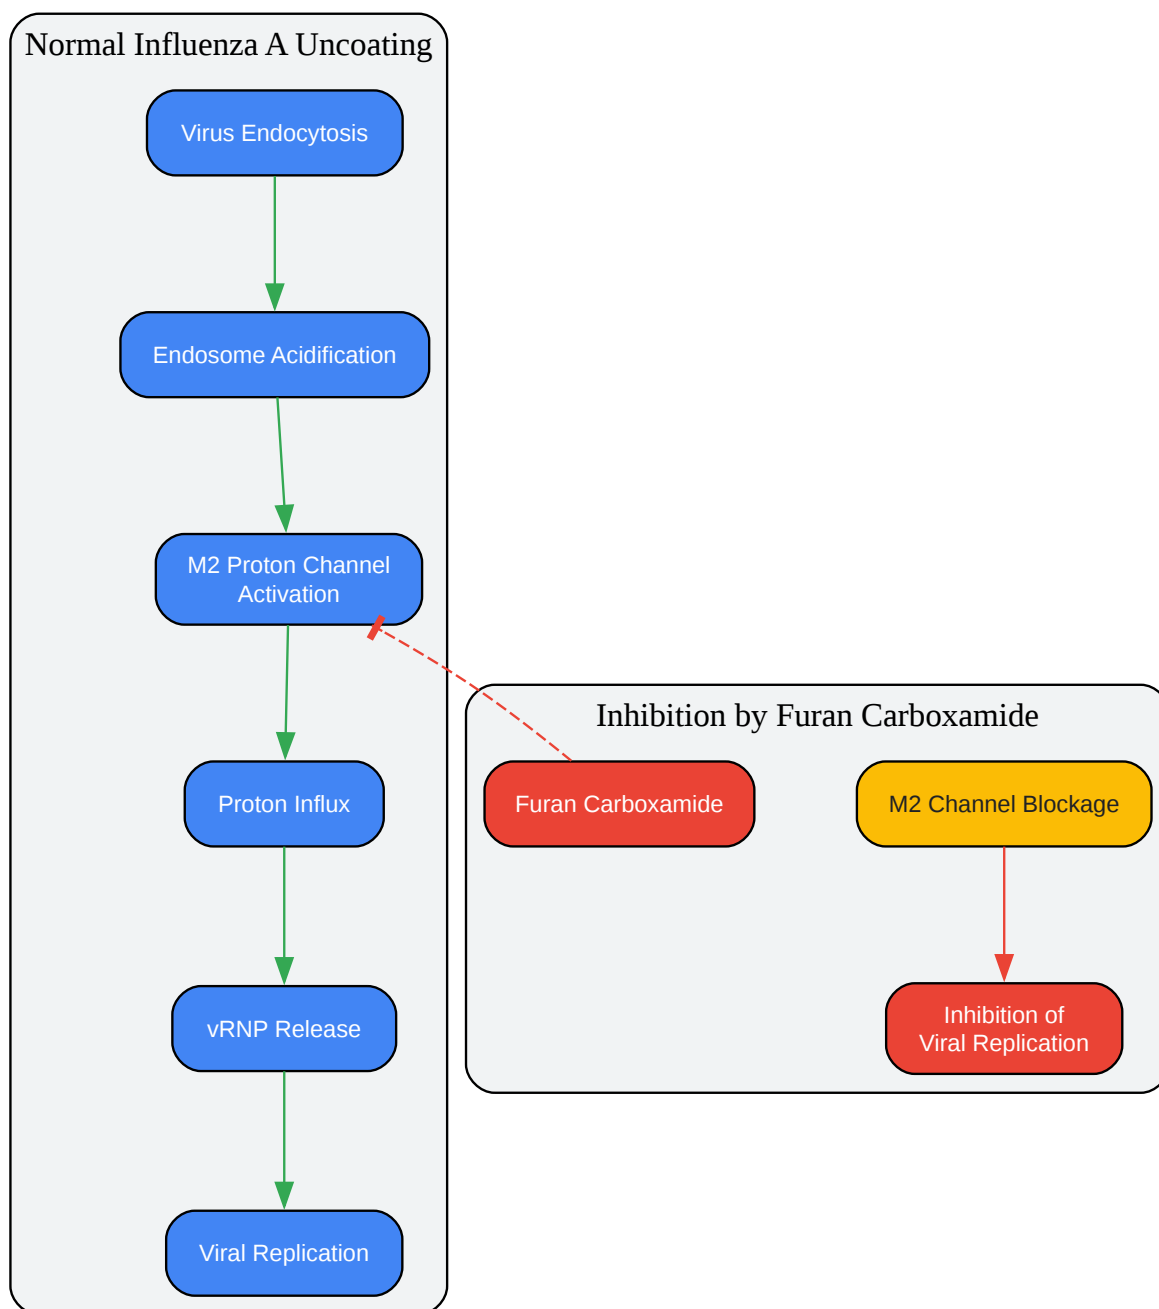 Normal Influenza A Uncoating
Virus Endocytosis
Endosome Acidification
M2 Proton Channel
Activation
Proton Influx
vRNP Release
Viral Replication
Inhibition by Furan Carboxamide
Furan Carboxamide
M2 Channel Blockage
Inhibition of
Viral Replication